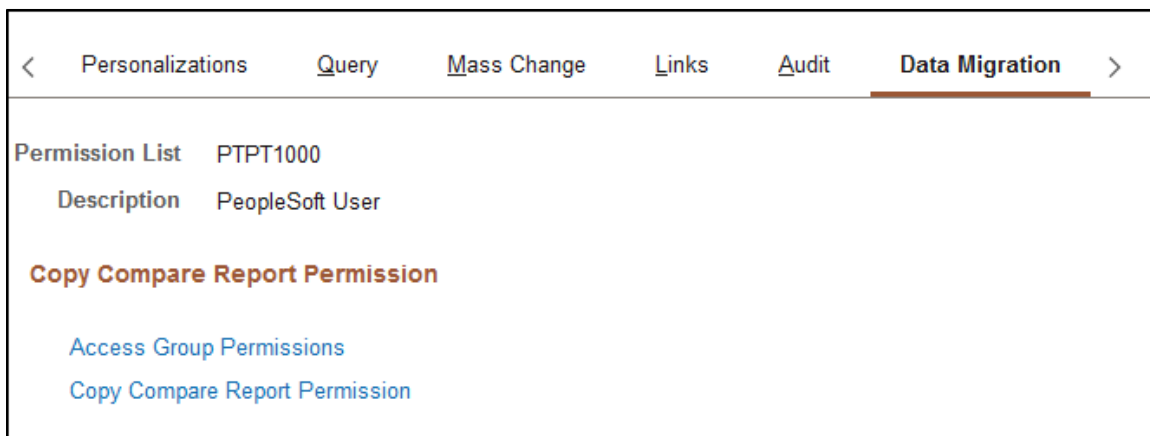 Personalizations Query Mass Change Links Audit Data Migration
Permission List PTPT1000
Description PeopleSoft User
Copy Compare Report Permission
Access Group Permissions
Copy Compare Report Permission